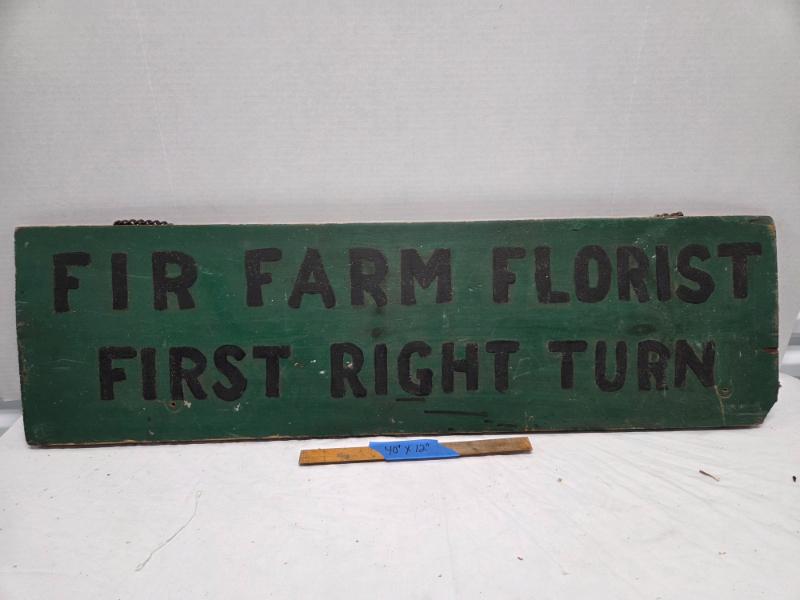 FIR FARM FLORIST
FIRST RIGHT TURN
40" X 12"